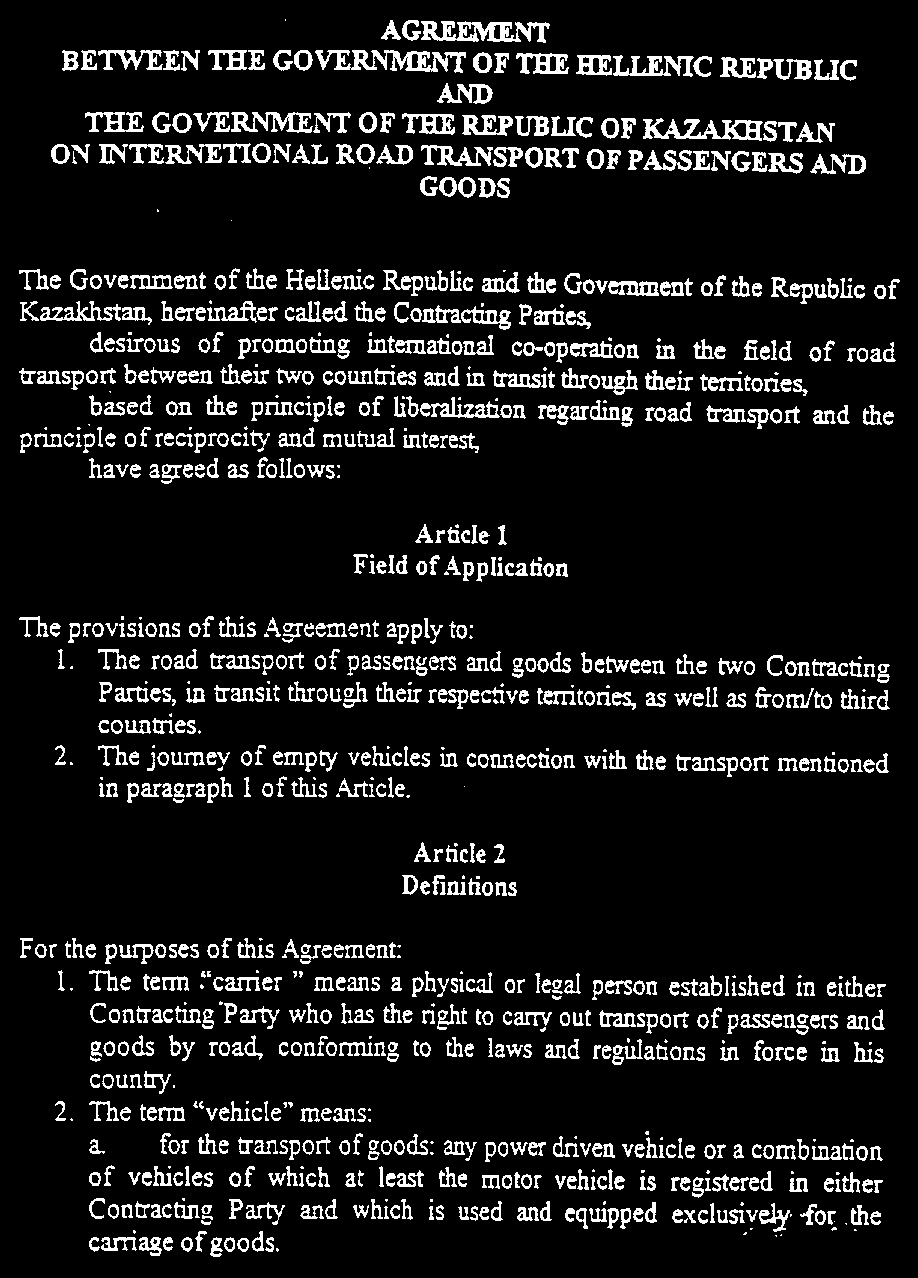 AGREEMENT
BETWEEN THE GOVERNMENT OF THE HELLENIC REPUBLIC
AND
THE GOVERNMENT OF THE REPUBLIC OF KAZAKHSTAN
ON INTERNETIONAL ROAD TRANSPORT OF PASSENGERS AND
GOODS
The Government of the Hellenic Republic and the Government of the Republic of
Kazakhstan, hereinafter called the Contracting Parties,
desirous of promoting international co-operation in the field of road
transport between their two countries and in transit through their territories,
based on the principle of liberalization regarding road transport and the
principle of reciprocity and mutual interest,
have agreed as follows:
Article 1
Field of Application
The provisions of this Agreement apply to:
1. The road transport of passengers and goods between the two Contracting
Parties, in transit through their respective territories, as well as from/to third
countries.
2. The journey of empty vehicles in connection with the transport mentioned
in paragraph 1 of this Article.
Article 2
Definitions
For the purposes of this Agreement:
1. The term "carrier " means a physical or legal person established in either
Contracting Party who has the right to carry out transport of passengers and
goods by road, conforming to the laws and regulations in force in his
country.
2. The term “vehicle” means:
a. for the transport of goods: any power driven vehicle or a combination
of vehicles of which at least the motor vehicle is registered in either
Contracting Party and which is used and equipped exclusively for the
carriage of goods.